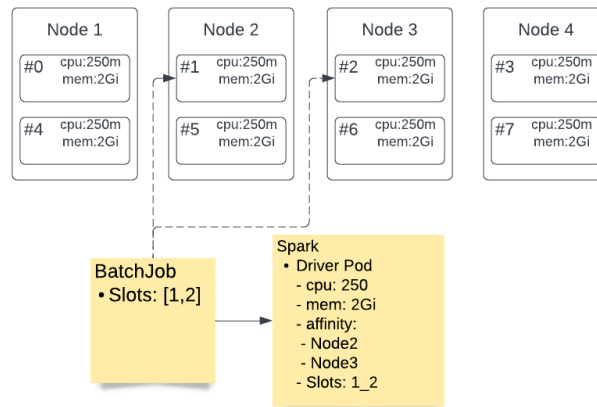 Node 1
Node 2
Node 3
Node 4
#0 cpu:250m
mem:2Gi
#1 cpu:250m
mem:2Gi
#2 cpu:250m
mem:2Gi
#3 cpu:250m
mem:2Gi
#4 cpu:250m
mem:2Gi
#5 cpu:250m
mem:2Gi
#6 cpu:250m
mem:2Gi
#7 cpu:250m
mem:2Gi
BatchJob
• Slots: [1,2]
Spark
• Driver Pod
- cpu: 250
- mem: 2Gi
- affinity:
- Node2
- Node3
- Slots: 1_2